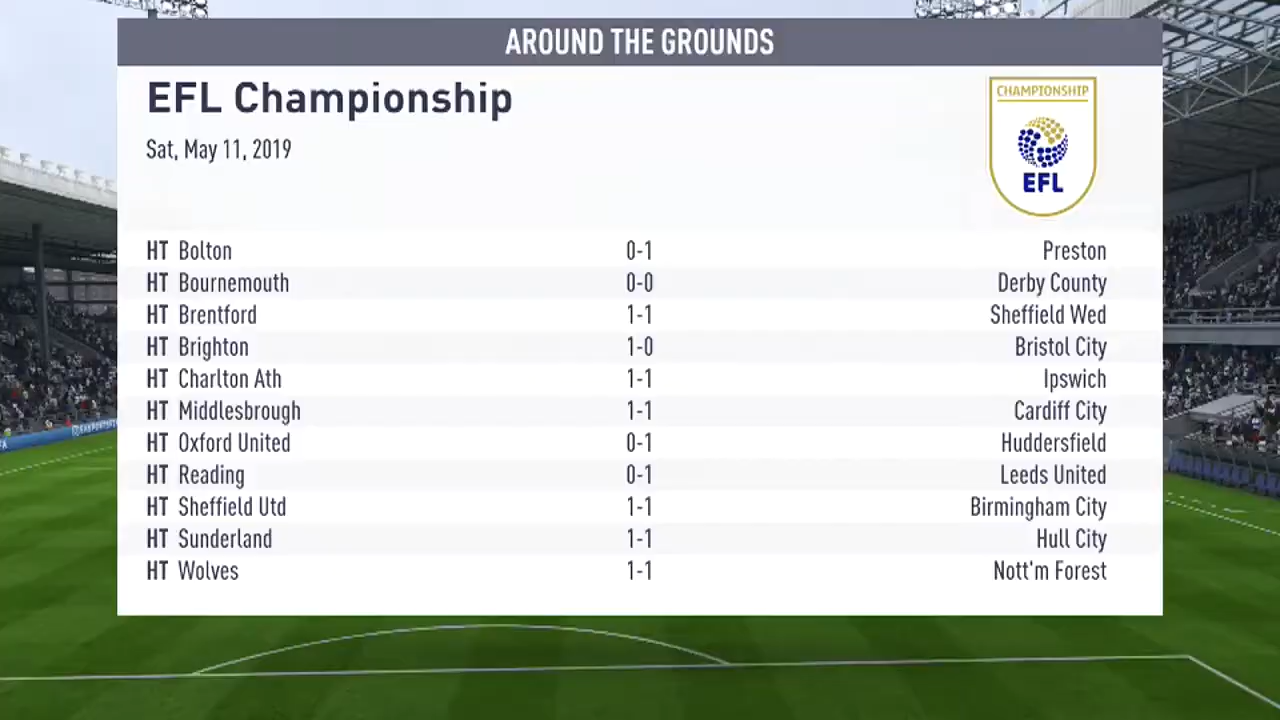 AROUND THE GROUNDS
EFL Championship
CHAMPIONSHIP
Sat, May 11, 2019
EFL
HT Bolton 0-1 Preston
HT Bournemouth 0-0 Derby County
HT Brentford 1-1 Sheffield Wed
HT Brighton 1-0 Bristol City
HT Charlton Ath 1-1 Ipswich
HT Middlesbrough 1-1 Cardiff City
HT Oxford United 0-1 Huddersfield
HT Reading 0-1 Leeds United
HT Sheffield Utd 1-1 Birmingham City
HT Sunderland 1-1 Hull City
HT Wolves 1-1 Nott'm Forest